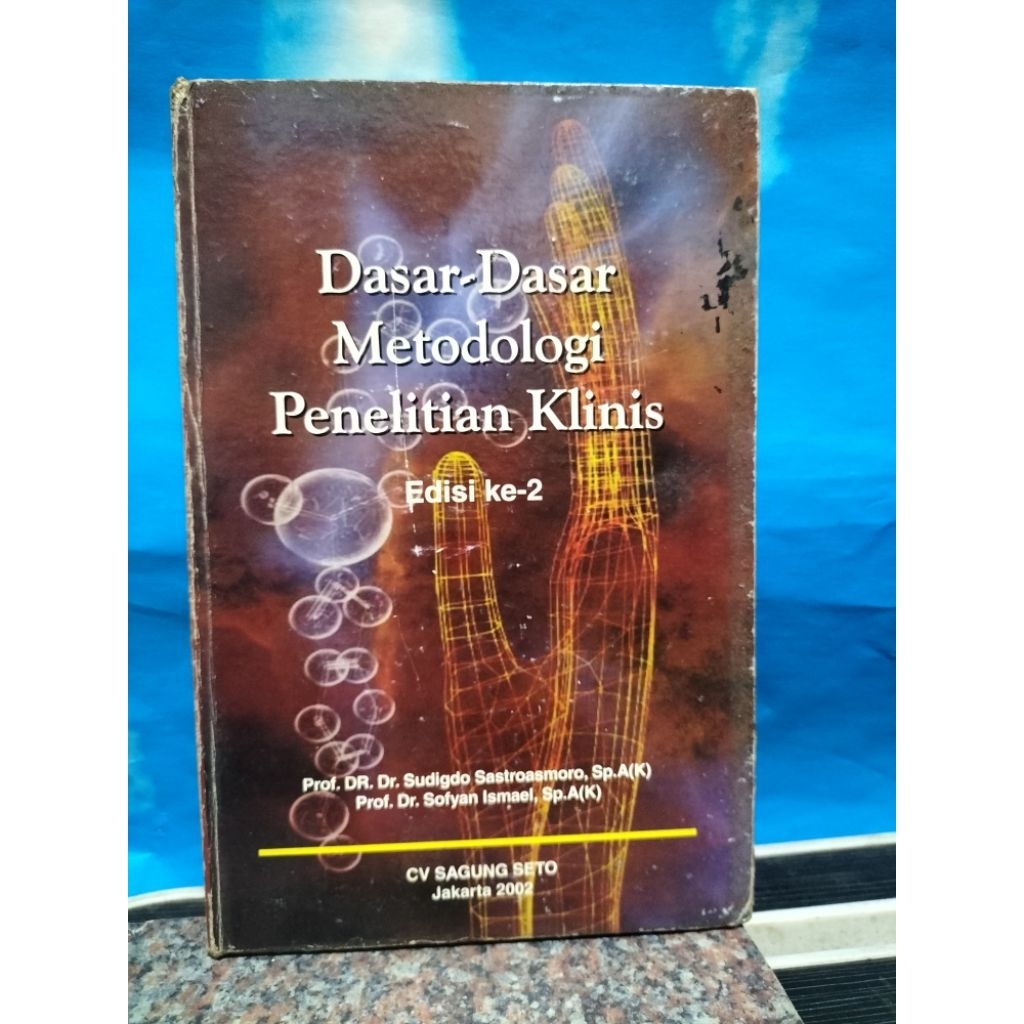 Dasar-Dasar
Metodologi
Penelitian Klinis
Edisi ke-2
Prof. DR. Dr. Sudigdo Sastroasmoro, Sp.A(K)
Prof. Dr. Sofyan Ismael, Sp.A(K)
CV SAGUNG SETO
Jakarta 2002